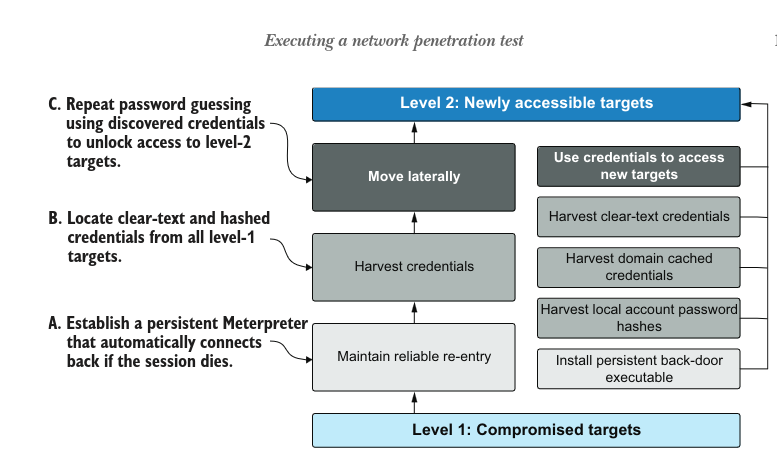 Executing a network penetration test
C. Repeat password guessing
using discovered credentials
to unlock access to level-2
targets.
B. Locate clear-text and hashed
credentials from all level-1
targets.
A. Establish a persistent Meterpreter
that automatically connects
back if the session dies.
Level 2: Newly accessible targets
Move laterally
Harvest credentials
Maintain reliable re-entry
Use credentials to access
new targets
Harvest clear-text credentials
Harvest domain cached
credentials
Harvest local account password
hashes
Install persistent back-door
executable
Level 1: Compromised targets